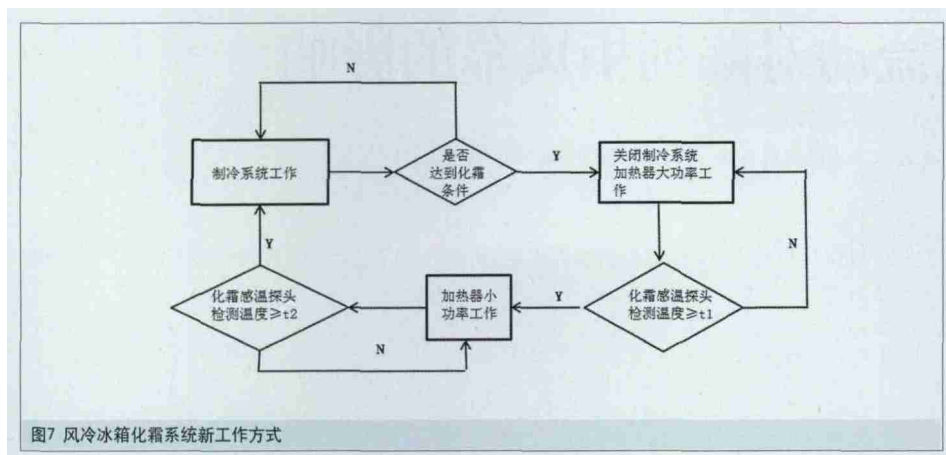 N
制冷系统工作
是否
达到化霜
条件
Y
关闭制冷系统
加热器大功率工
作
N
Y
化霜感温探头
检测温度≥t2
加热器小
功率工作
Y
化霜感温探头
检测温度≥t1
N
图7 风冷冰箱化霜系统新工作方式